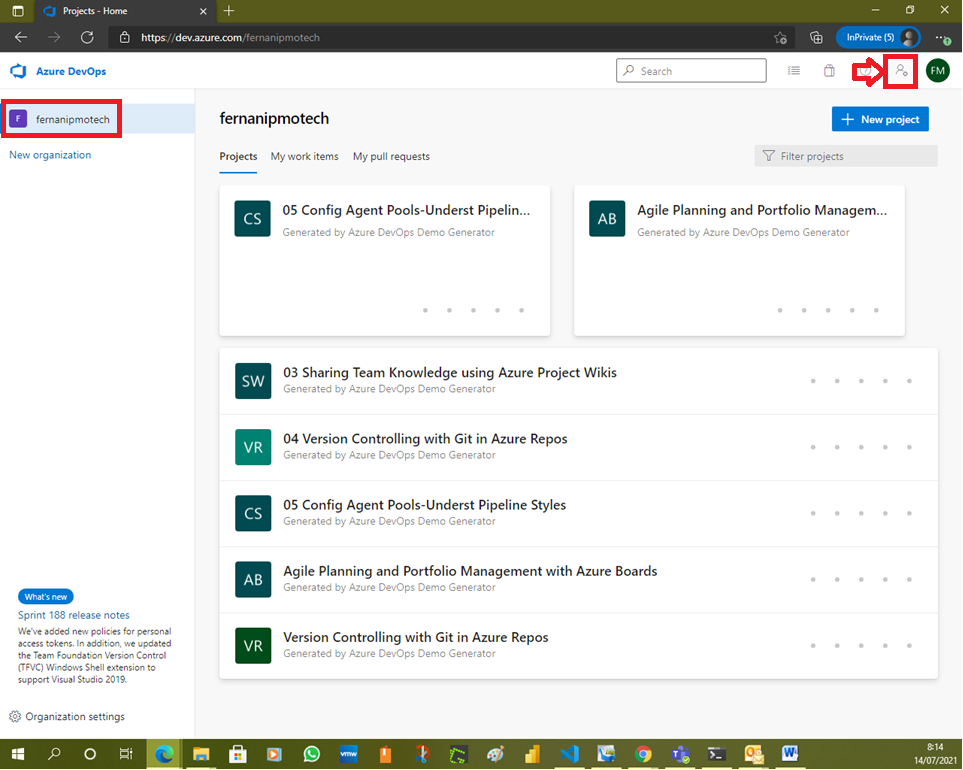 Projects - Home
https://dev.azure.com/fernanipmotech
InPrivate (5)
Azure DevOps
Search
FM
F fernanipmotech
New organization
fernanipmotech
New project
Projects My work items My pull requests
Filter projects
CS
05 Config Agent Pools-Underst Pipelin...
Generated by Azure DevOps Demo Generator
AB
Agile Planning and Portfolio Managem...
Generated by Azure DevOps Demo Generator
SW
03 Sharing Team Knowledge using Azure Project Wikis
Generated by Azure DevOps Demo Generator
VR
04 Version Controlling with Git in Azure Repos
Generated by Azure DevOps Demo Generator
CS
05 Config Agent Pools-Underst Pipeline Styles
Generated by Azure DevOps Demo Generator
AB
Agile Planning and Portfolio Management with Azure Boards
Generated by Azure DevOps Demo Generator
VR
Version Controlling with Git in Azure Repos
Generated by Azure DevOps Demo Generator
What's new
Sprint 188 release notes
We've added new policies for personal
access tokens. In addition, we updated
the Team Foundation Version Control
(TFVC) Windows Shell extension to
support Visual Studio 2019.
Organization settings
vmw
8:14
14/07/2021